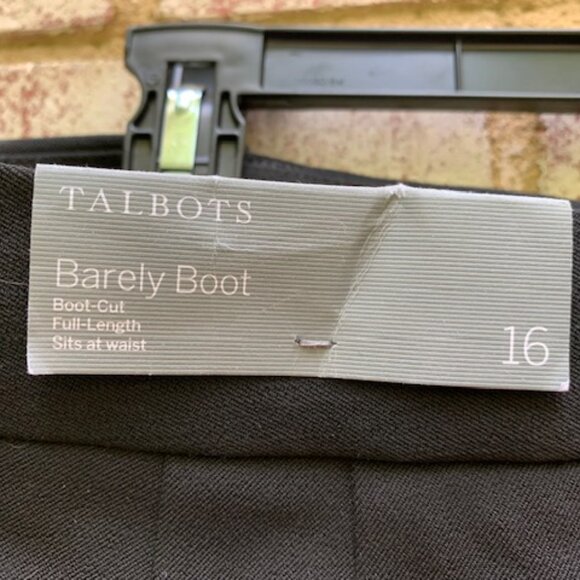 TALBOTS
Barely Boot
Boot-Cut
Full-Length
Sits at waist
16